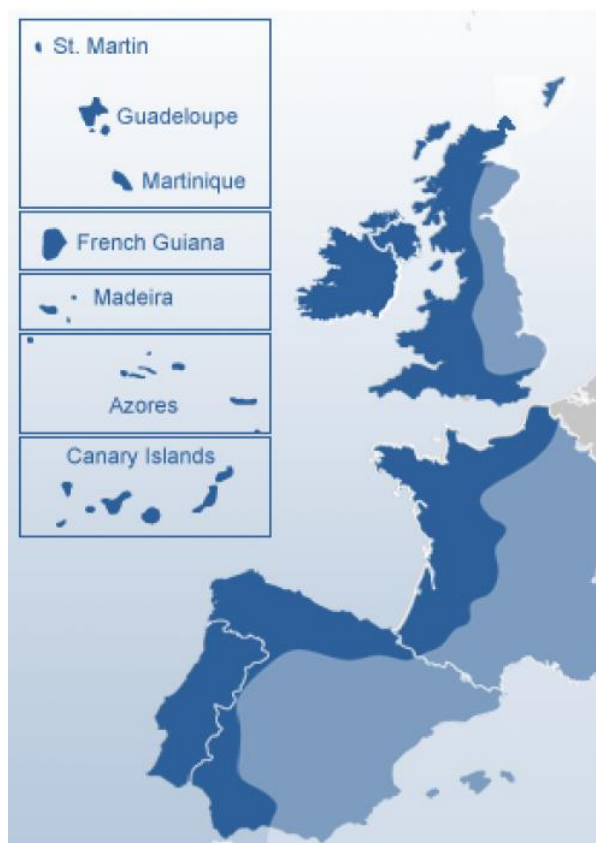 St. Martin
Guadeloupe
Martinique
French Guiana
Madeira
Azores
Canary Islands